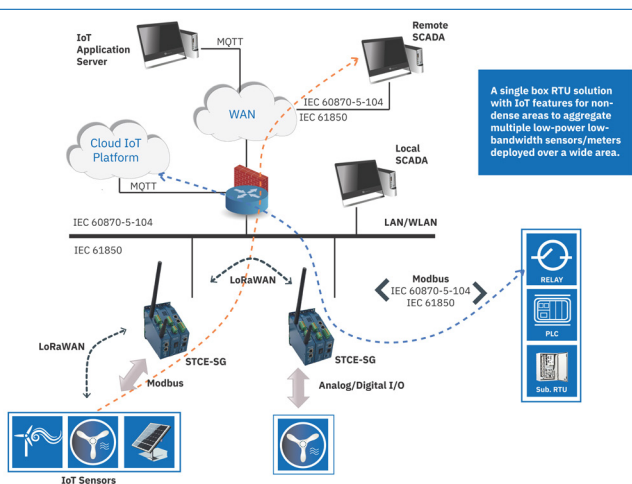 IoT
Application
Server
MQTT
Remote
SCADA
WAN
IEC 60870-5-104
IEC 61850
A single box RTU solution
with IoT features for non-
dense areas to aggregate
multiple low-power low-
bandwidth sensors/meters
deployed over a wide area.
Cloud IoT
Platform
MQTT
Local
SCADA
IEC 60870-5-104
LAN/WLAN
IEC 61850
LoRaWAN
Modbus
IEC 60870-5-104
IEC 61850
RELAY
PLC
Sub. RTU
LoRaWAN
STCE-SG
STCE-SG
Modbus
Analog/Digital I/O
IoT Sensors